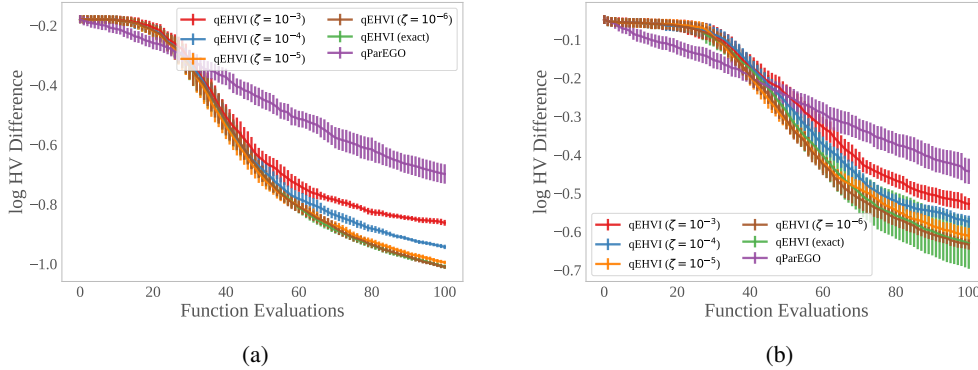 log HV Difference
−0.2
−0.4
−0.6
−0.8
−1.0
qEHVI (ζ = 10⁻³)
qEHVI (ζ = 10⁻⁴)
qEHVI (ζ = 10⁻⁵)
qEHVI (ζ = 10⁻⁶)
qEHVI (exact)
qParEGO
0 20 40 60 80 100
Function Evaluations
(a)
log HV Difference
−0.1
−0.2
−0.3
−0.4
−0.5
−0.6
−0.7
qEHVI (ζ = 10⁻³)
qEHVI (ζ = 10⁻⁴)
qEHVI (ζ = 10⁻⁵)
qEHVI (ζ = 10⁻⁶)
qEHVI (exact)
qParEGO
0 20 40 60 80 100
Function Evaluations
(b)